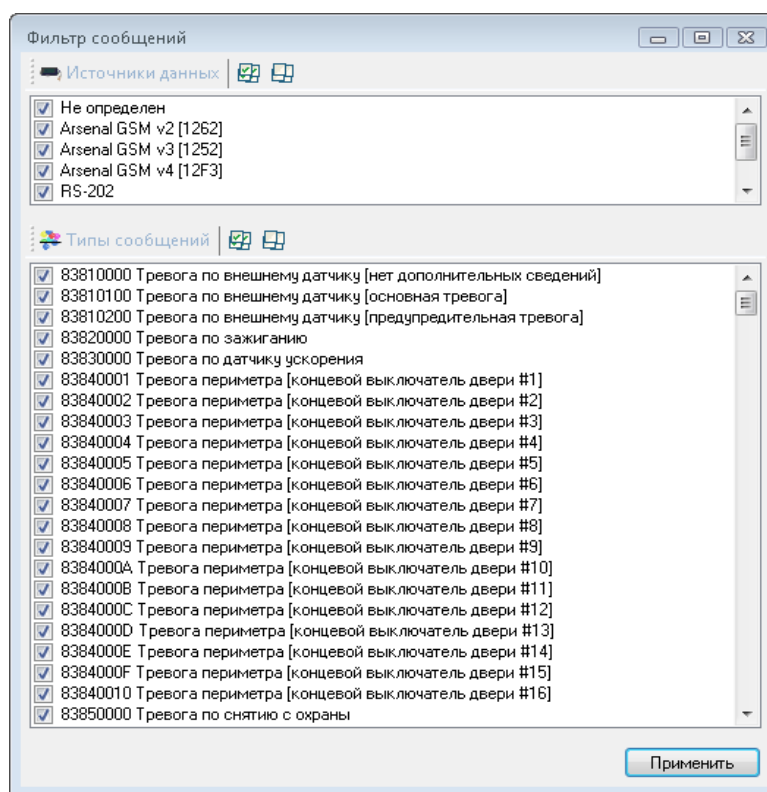 Фильтр сообщений
Источники данных
Не определен
Arsenal GSM v2 [1262]
Arsenal GSM v3 [1252]
Arsenal GSM v4 [12F3]
RS-202
Типы сообщений
83810000 Тревога по внешнему датчику [нет дополнительных сведений]
83810100 Тревога по внешнему датчику [основная тревога]
83810200 Тревога по внешнему датчику [предупредительная тревога]
83820000 Тревога по зажиганию
83830000 Тревога по датчику ускорения
83840001 Тревога периметра [концевой выключатель двери #1]
83840002 Тревога периметра [концевой выключатель двери #2]
83840003 Тревога периметра [концевой выключатель двери #3]
83840004 Тревога периметра [концевой выключатель двери #4]
83840005 Тревога периметра [концевой выключатель двери #5]
83840006 Тревога периметра [концевой выключатель двери #6]
83840007 Тревога периметра [концевой выключатель двери #7]
83840008 Тревога периметра [концевой выключатель двери #8]
83840009 Тревога периметра [концевой выключатель двери #9]
8384000A Тревога периметра [концевой выключатель двери #10]
8384000B Тревога периметра [концевой выключатель двери #11]
8384000C Тревога периметра [концевой выключатель двери #12]
8384000D Тревога периметра [концевой выключатель двери #13]
8384000E Тревога периметра [концевой выключатель двери #14]
8384000F Тревога периметра [концевой выключатель двери #15]
83840010 Тревога периметра [концевой выключатель двери #16]
83850000 Тревога по снятию с охраны
Применить